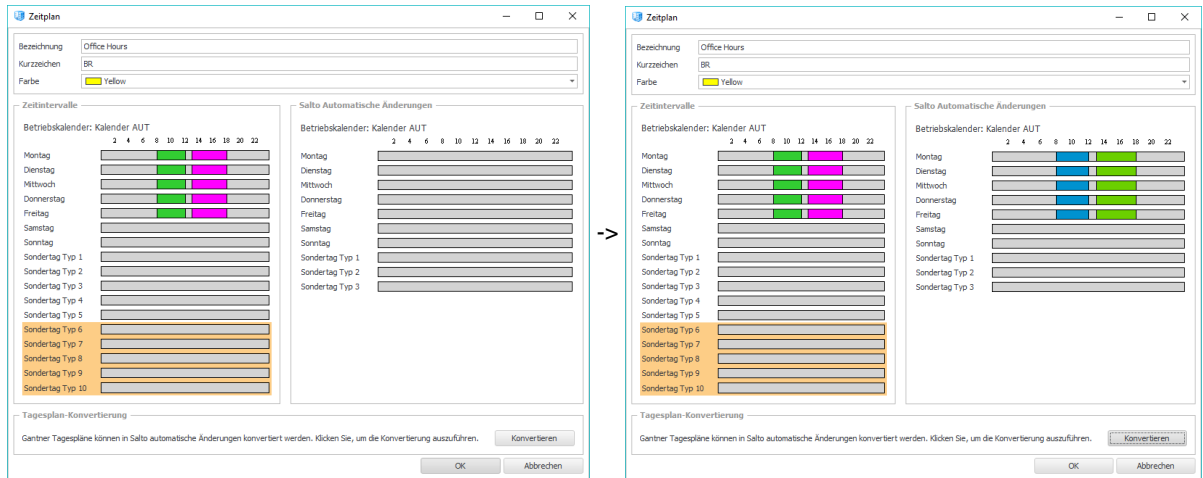 Zeitplan
Bezeichnung Office Hours
Kurzzeichen BR
Farbe Yellow
Zeitintervalle
Betriebskalender: Kalender AUT
2 4 6 8 10 12 14 16 18 20 22
Montag
Dienstag
Mittwoch
Donnerstag
Freitag
Samstag
Sonntag
Sondertag Typ 1
Sondertag Typ 2
Sondertag Typ 3
Sondertag Typ 4
Sondertag Typ 5
Sondertag Typ 6
Sondertag Typ 7
Sondertag Typ 8
Sondertag Typ 9
Sondertag Typ 10
Salto Automatische Änderungen
Betriebskalender: Kalender AUT
2 4 6 8 10 12 14 16 18 20 22
Montag
Dienstag
Mittwoch
Donnerstag
Freitag
Samstag
Sonntag
Sondertag Typ 1
Sondertag Typ 2
Sondertag Typ 3
Tagesplan-Konvertierung
Gantner Tagespläne können in Salto automatische Änderungen konvertiert werden. Klicken Sie, um die Konvertierung auszuführen. Konvertieren
OK Abbrechen
->
Zeitplan
Bezeichnung Office Hours
Kurzzeichen BR
Farbe Yellow
Zeitintervalle
Betriebskalender: Kalender AUT
2 4 6 8 10 12 14 16 18 20 22
Montag
Dienstag
Mittwoch
Donnerstag
Freitag
Samstag
Sonntag
Sondertag Typ 1
Sondertag Typ 2
Sondertag Typ 3
Sondertag Typ 4
Sondertag Typ 5
Sondertag Typ 6
Sondertag Typ 7
Sondertag Typ 8
Sondertag Typ 9
Sondertag Typ 10
Salto Automatische Änderungen
Betriebskalender: Kalender AUT
2 4 6 8 10 12 14 16 18 20 22
Montag
Dienstag
Mittwoch
Donnerstag
Freitag
Samstag
Sonntag
Sondertag Typ 1
Sondertag Typ 2
Sondertag Typ 3
Tagesplan-Konvertierung
Gantner Tagespläne können in Salto automatische Änderungen konvertiert werden. Klicken Sie, um die Konvertierung auszuführen. Konvertieren
OK Abbrechen